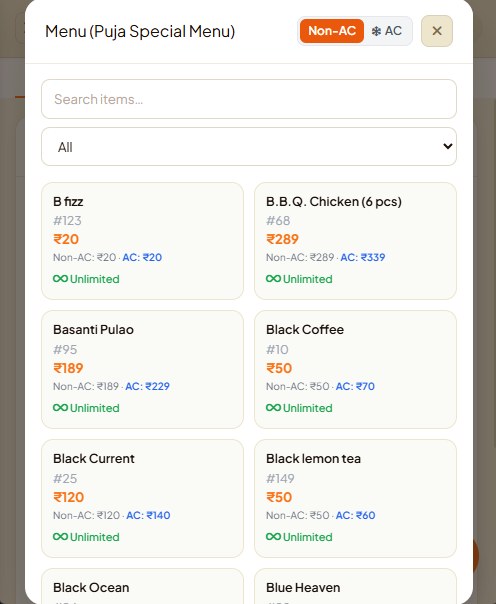 Menu (Puja Special Menu)
Non-AC
❄ AC
✕
Search items...
All
B fizz
#123
₹20
Non-AC: ₹20 · AC: ₹20
∞ Unlimited
B.B.Q. Chicken (6 pcs)
#68
₹289
Non-AC: ₹289 · AC: ₹339
∞ Unlimited
Basanti Pulao
#95
₹189
Non-AC: ₹189 · AC: ₹229
∞ Unlimited
Black Coffee
#10
₹50
Non-AC: ₹50 · AC: ₹70
∞ Unlimited
Black Current
#25
₹120
Non-AC: ₹120 · AC: ₹140
∞ Unlimited
Black lemon tea
#149
₹50
Non-AC: ₹50 · AC: ₹60
∞ Unlimited
Black Ocean
Blue Heaven